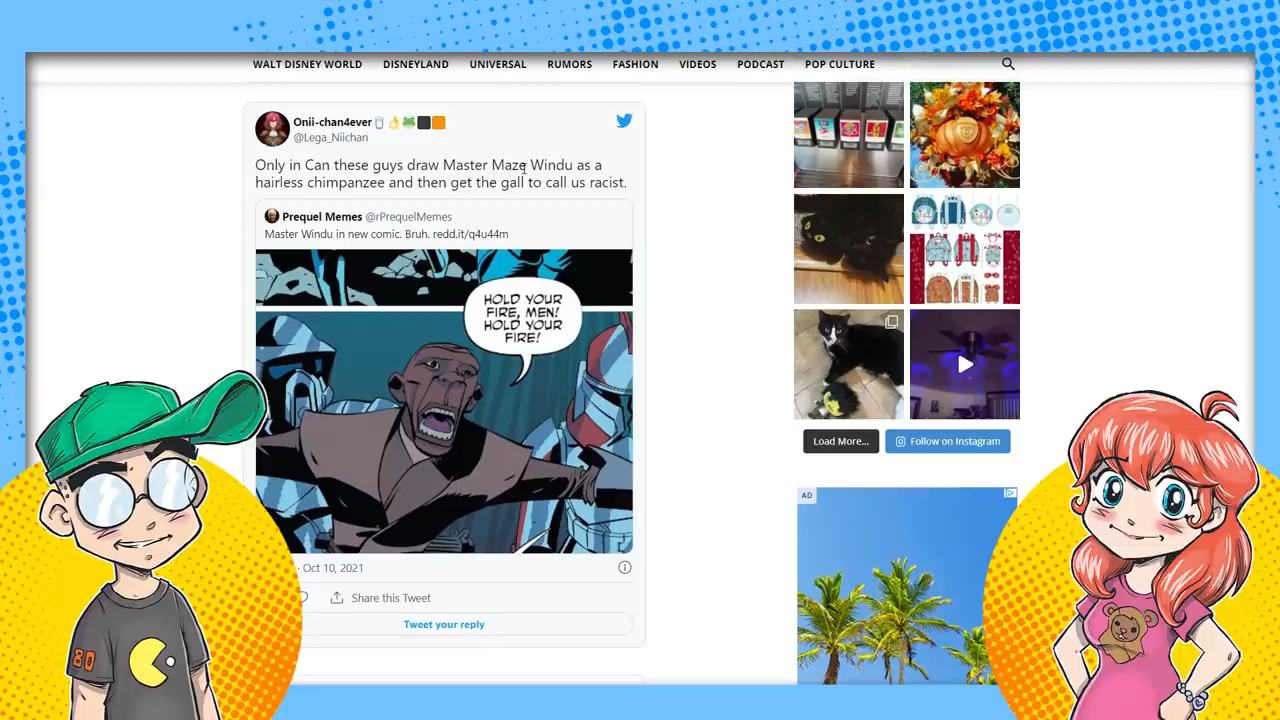 WALT DISNEY WORLD DISNEYLAND UNIVERSAL RUMORS FASHION VIDEOS PODCAST POP CULTURE
Onii-chan4ever
@Lega_Niichan
Only in Can these guys draw Master Maze Windu as a
hairless chimpanzee and then get the gall to call us racist.
Prequel Memes @rPrequelMemes
Master Windu in new comic. Bruh. redd.it/q4u44m
HOLD YOUR
FIRE, MEN!
HOLD YOUR
FIRE!
· Oct 10, 2021
Share this Tweet
Tweet your reply
Load More...
Follow on Instagram
AD
80